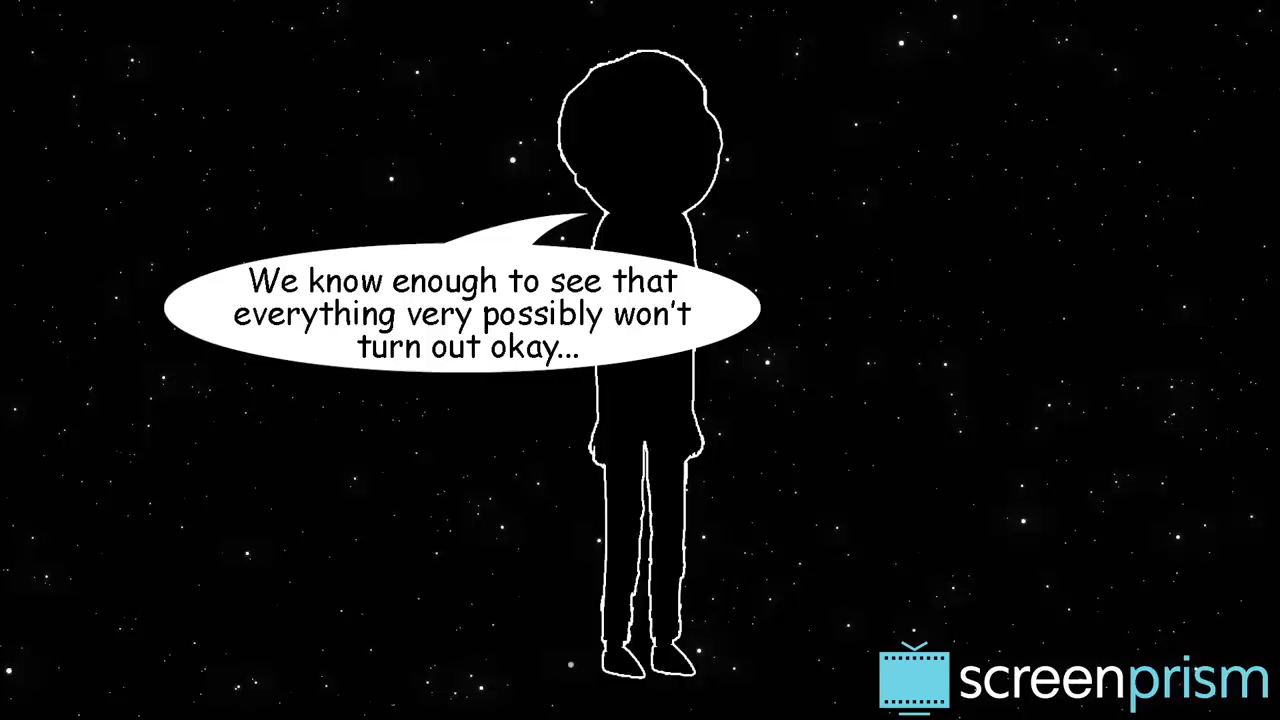 We know enough to see that
everything very possibly won't
turn out okay...
screenprism